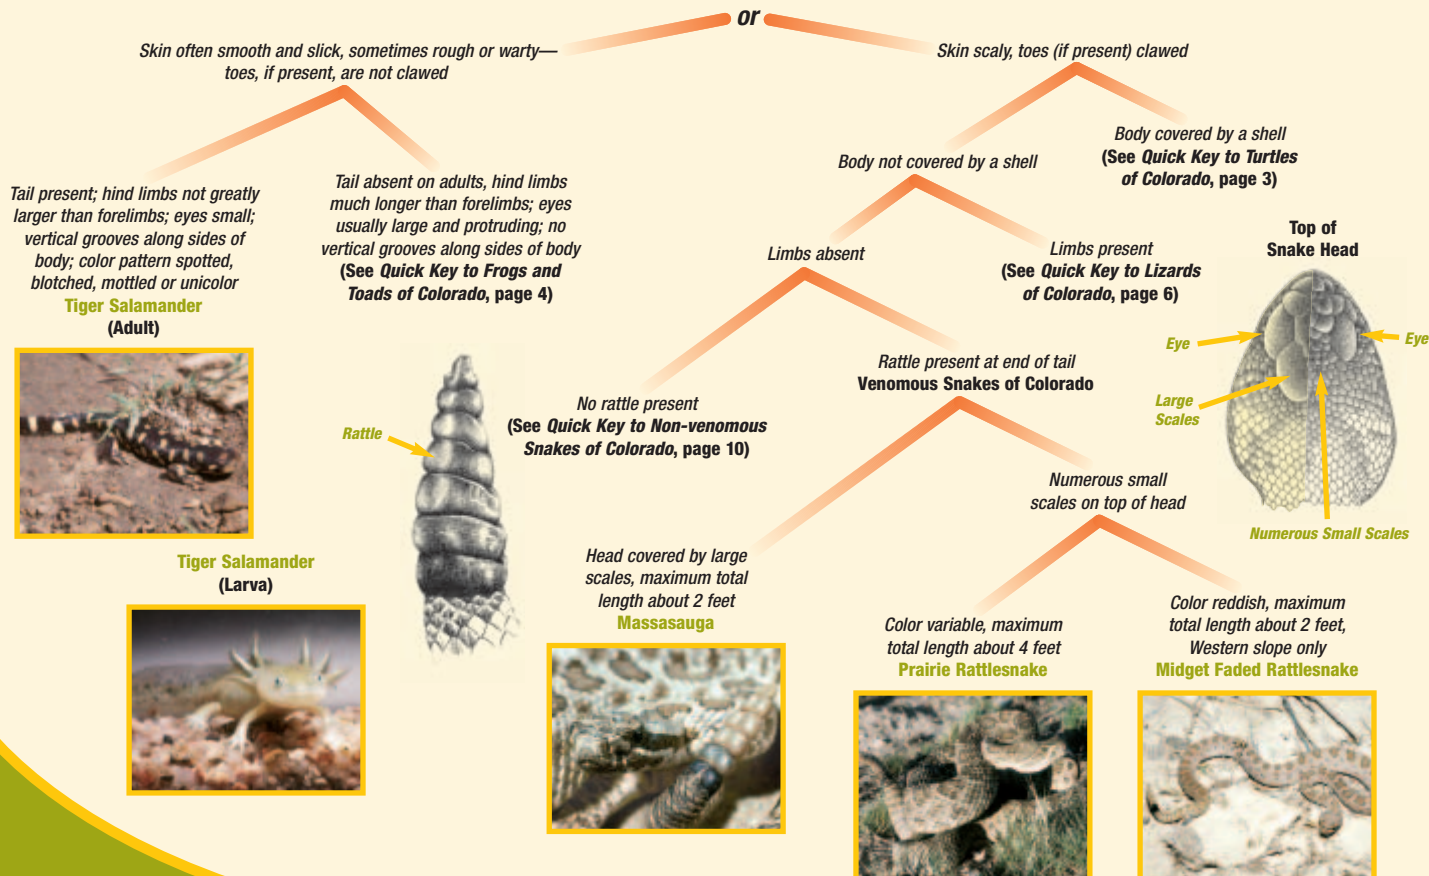 or
Skin often smooth and slick, sometimes rough or warty—
toes, if present, are not clawed
Skin scaly, toes (if present) clawed
Tail present; hind limbs not greatly
larger than forelimbs; eyes small;
vertical grooves along sides of
body; color pattern spotted,
blotched, mottled or unicolor
Tiger Salamander
(Adult)
Tail absent on adults, hind limbs
much longer than forelimbs; eyes
usually large and protruding; no
vertical grooves along sides of body
(See Quick Key to Frogs and
Toads of Colorado, page 4)
Body not covered by a shell
Body covered by a shell
(See Quick Key to Turtles
of Colorado, page 3)
Limbs absent
Limbs present
(See Quick Key to Lizards
of Colorado, page 6)
Top of
Snake Head
Eye
Eye
Large
Scales
Numerous Small Scales
Rattle
No rattle present
(See Quick Key to Non-venomous
Snakes of Colorado, page 10)
Rattle present at end of tail
Venomous Snakes of Colorado
Numerous small
scales on top of head
Tiger Salamander
(Larva)
Head covered by large
scales, maximum total
length about 2 feet
Massasauga
Color variable, maximum
total length about 4 feet
Prairie Rattlesnake
Color reddish, maximum
total length about 2 feet,
Western slope only
Midget Faded Rattlesnake